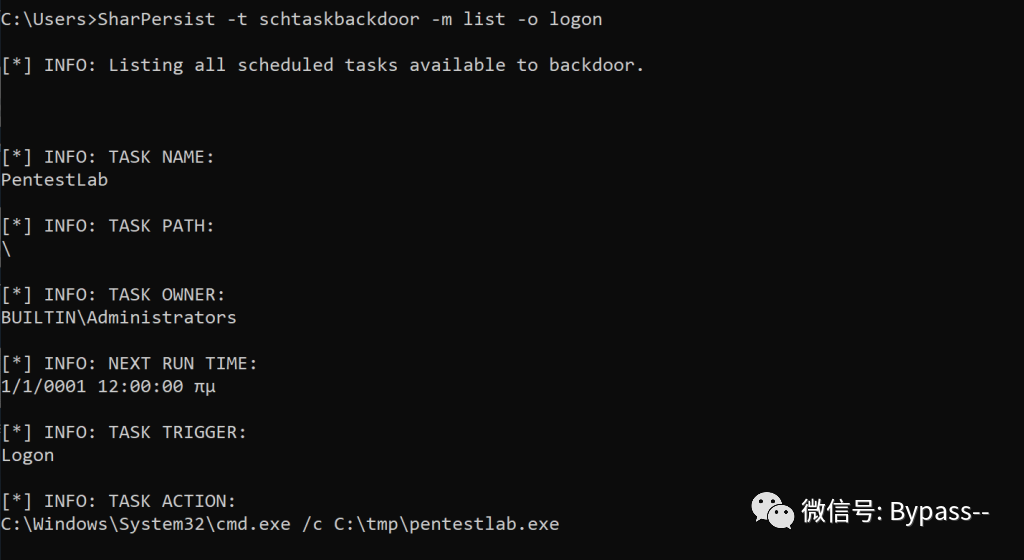 C:\Users>SharPersist -t schtaskbackdoor -m list -o logon
[*] INFO: Listing all scheduled tasks available to backdoor.
[*] INFO: TASK NAME:
PentestLab
[*] INFO: TASK PATH:
\
[*] INFO: TASK OWNER:
BUILTIN\Administrators
[*] INFO: NEXT RUN TIME:
1/1/0001 12:00:00 πμ
[*] INFO: TASK TRIGGER:
Logon
[*] INFO: TASK ACTION:
C:\Windows\System32\cmd.exe /c C:\tmp\pentestlab.exe
微信号: Bypass--